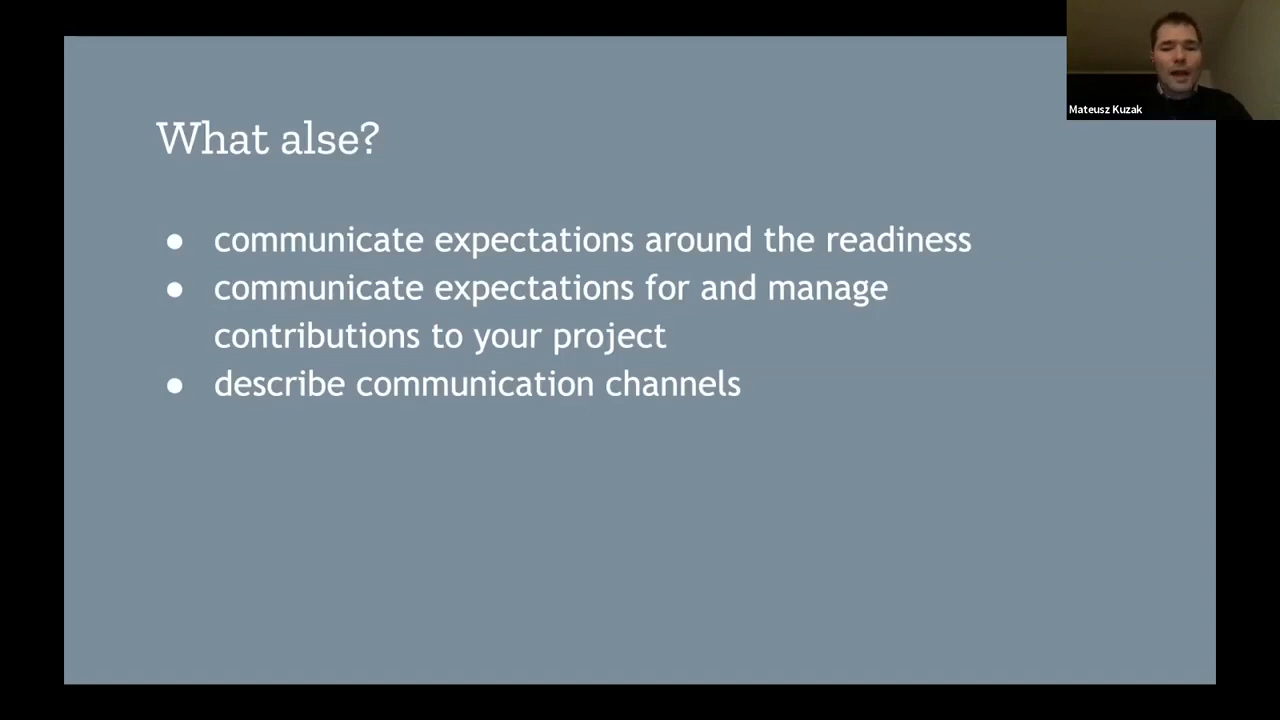 What alse?
● communicate expectations around the readiness
● communicate expectations for and manage
contributions to your project
● describe communication channels
Mateusz Kuzak